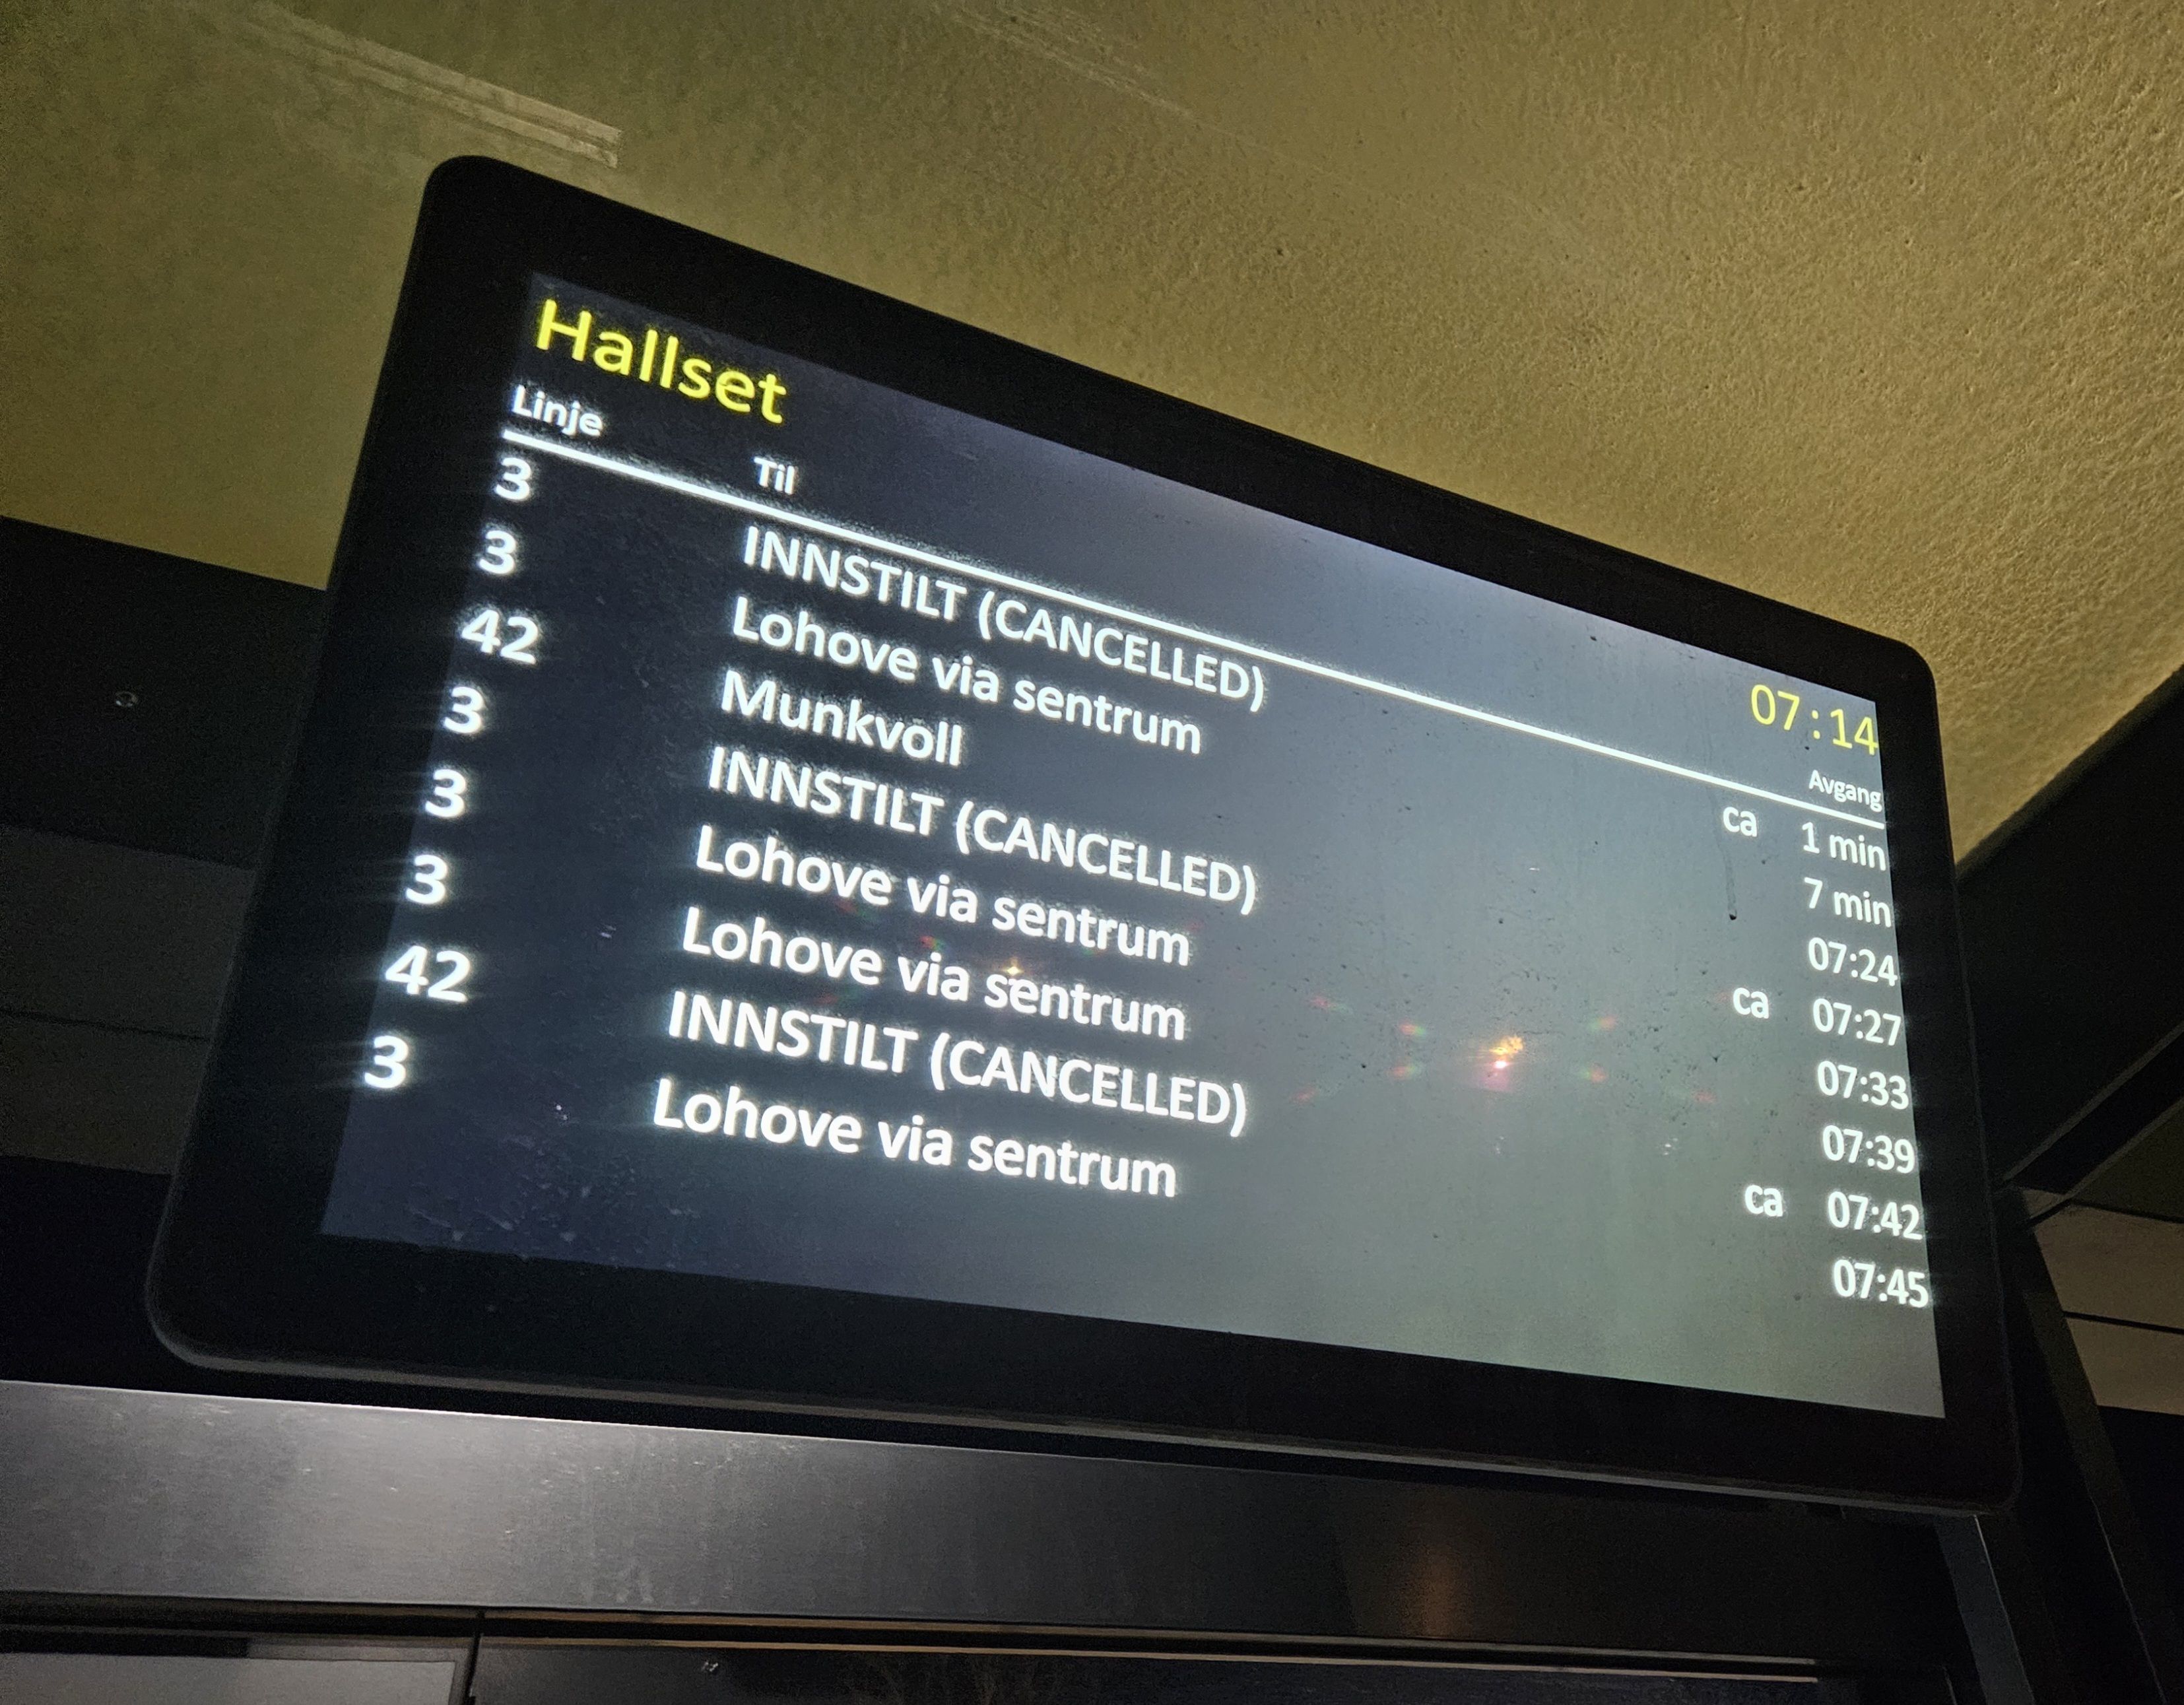 Hallset 07:14
Linje Til Avgang
3 INNSTILT (CANCELLED) ca 1 min
3 Lohove via sentrum 7 min
42 Munkvoll 07:24
3 INNSTILT (CANCELLED) ca 07:27
3 Lohove via sentrum 07:33
3 Lohove via sentrum 07:39
42 INNSTILT (CANCELLED) ca 07:42
3 Lohove via sentrum 07:45